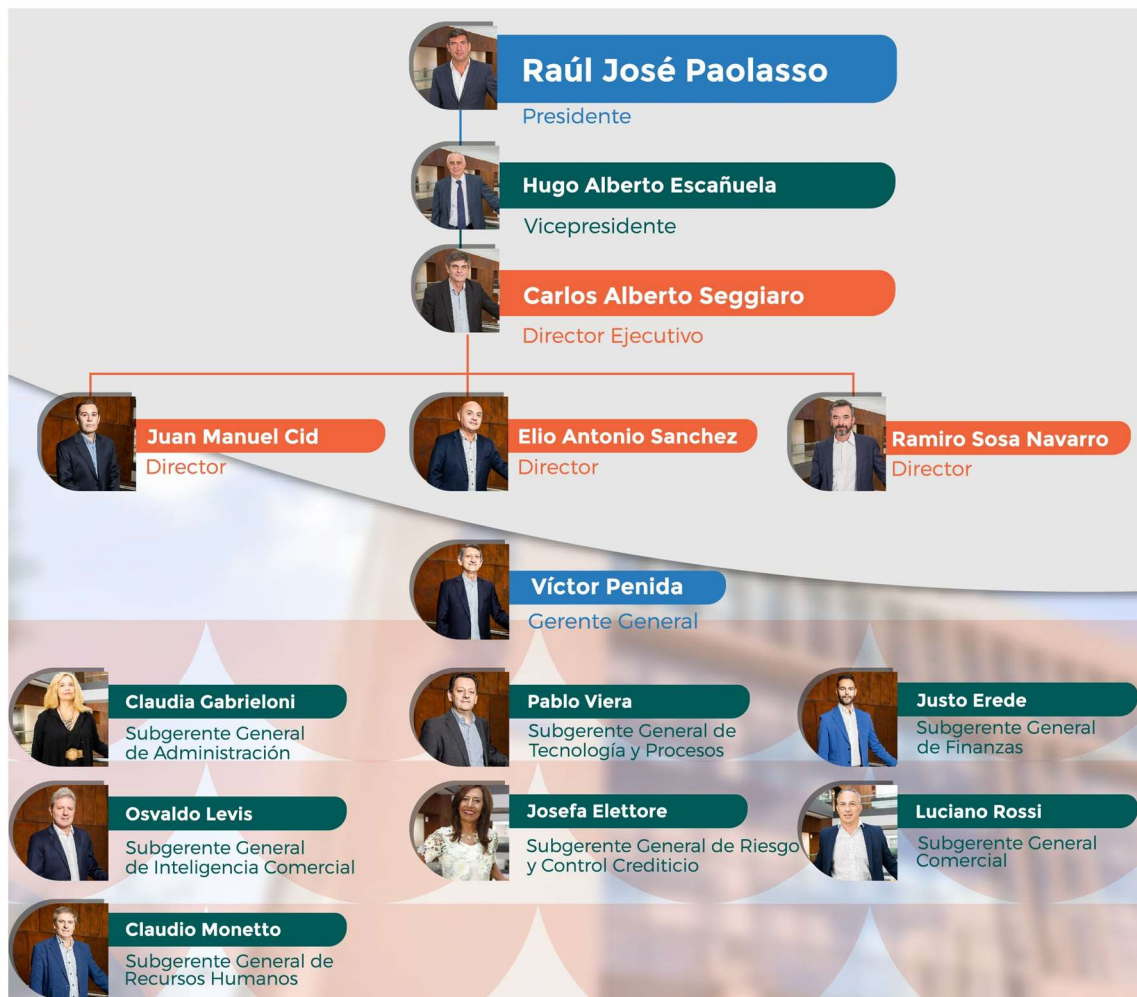 Raúl José Paolasso
Presidente
Hugo Alberto Escañuela
Vicepresidente
Carlos Alberto Seggiaro
Director Ejecutivo
Juan Manuel Cid
Director
Elio Antonio Sanchez
Director
Ramiro Sosa Navarro
Director
Víctor Penida
Gerente General
Claudia Gabrieloni
Subgerente General
de Administración
Pablo Viera
Subgerente General de
Tecnología y Procesos
Justo Erede
Subgerente General
de Finanzas
Osvaldo Levis
Subgerente General
de Inteligencia Comercial
Josefa Elettore
Subgerente General de Riesgo
y Control Crediticio
Luciano Rossi
Subgerente General
Comercial
Claudio Monetto
Subgerente General de
Recursos Humanos